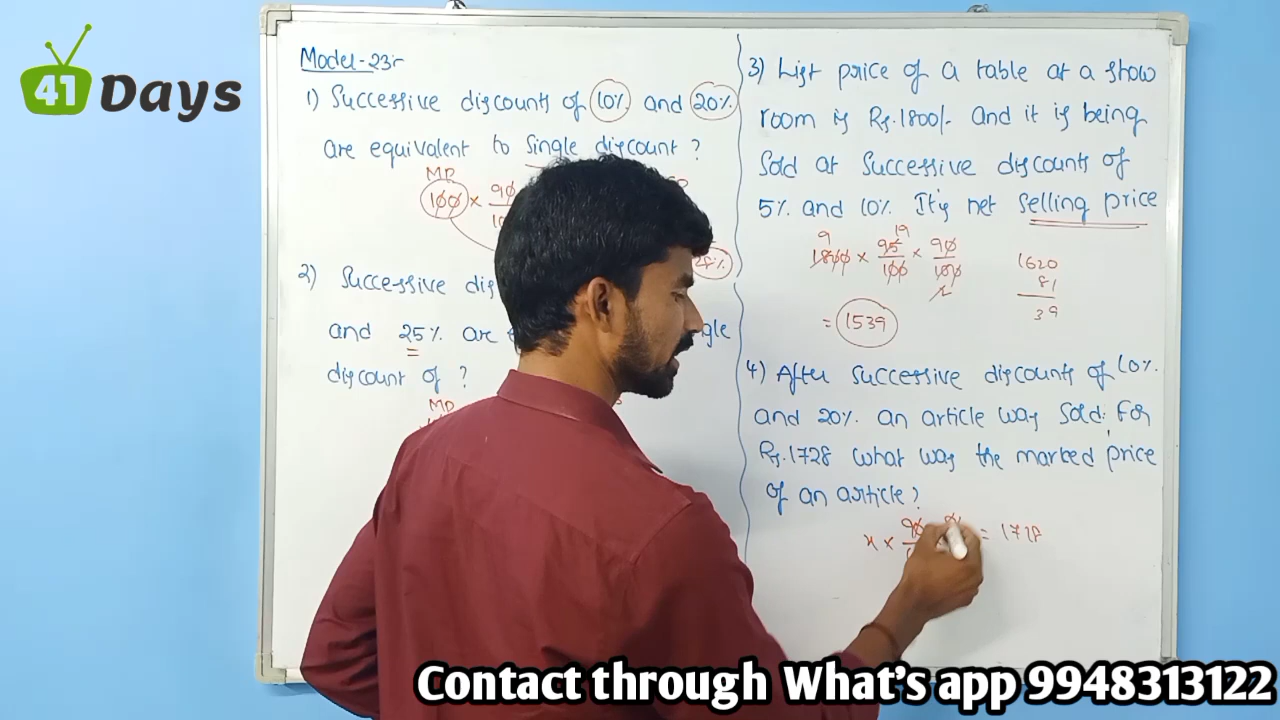 41 Days
Model-23:-
1) Successive discounts of 10% and 20%
are equivalent to single discount ?
MP
100 × 90
28%
2) Successive dis
and 25% are
discount of ?
MP
3) List price of a table at a show
room is Rs.1800/- and it is being
sold at successive discounts of
5% and 10%. It's net selling price
9 19
1800 × 95/100 × 90/100
1620
81
39
= 1539
4) After successive discounts of 10%.
and 20%. an article was sold. For
Rs.1728 what was the marked price
of an article?
x × 90 = 1728
Contact through What's app 9948313122